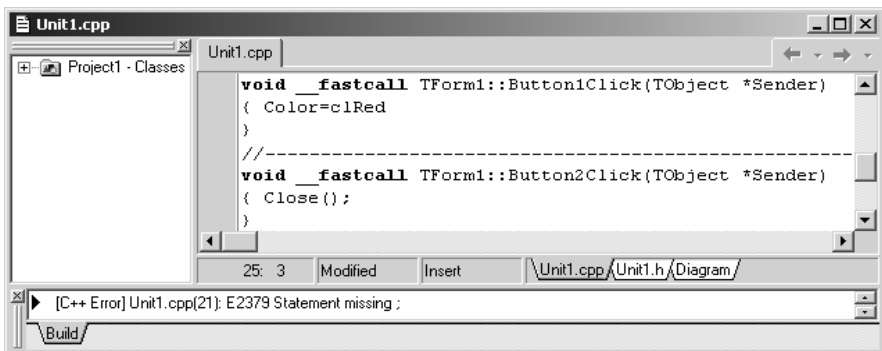 Unit1.cpp
Project1 - Classes
Unit1.cpp
void __fastcall TForm1::Button1Click(TObject *Sender)
{ Color=clRed
}
//------------------------------------------------------
void __fastcall TForm1::Button2Click(TObject *Sender)
{ Close();
}
25: 3 Modified Insert Unit1.cpp Unit1.h Diagram
[C++ Error] Unit1.cpp(21): E2379 Statement missing ;
Build